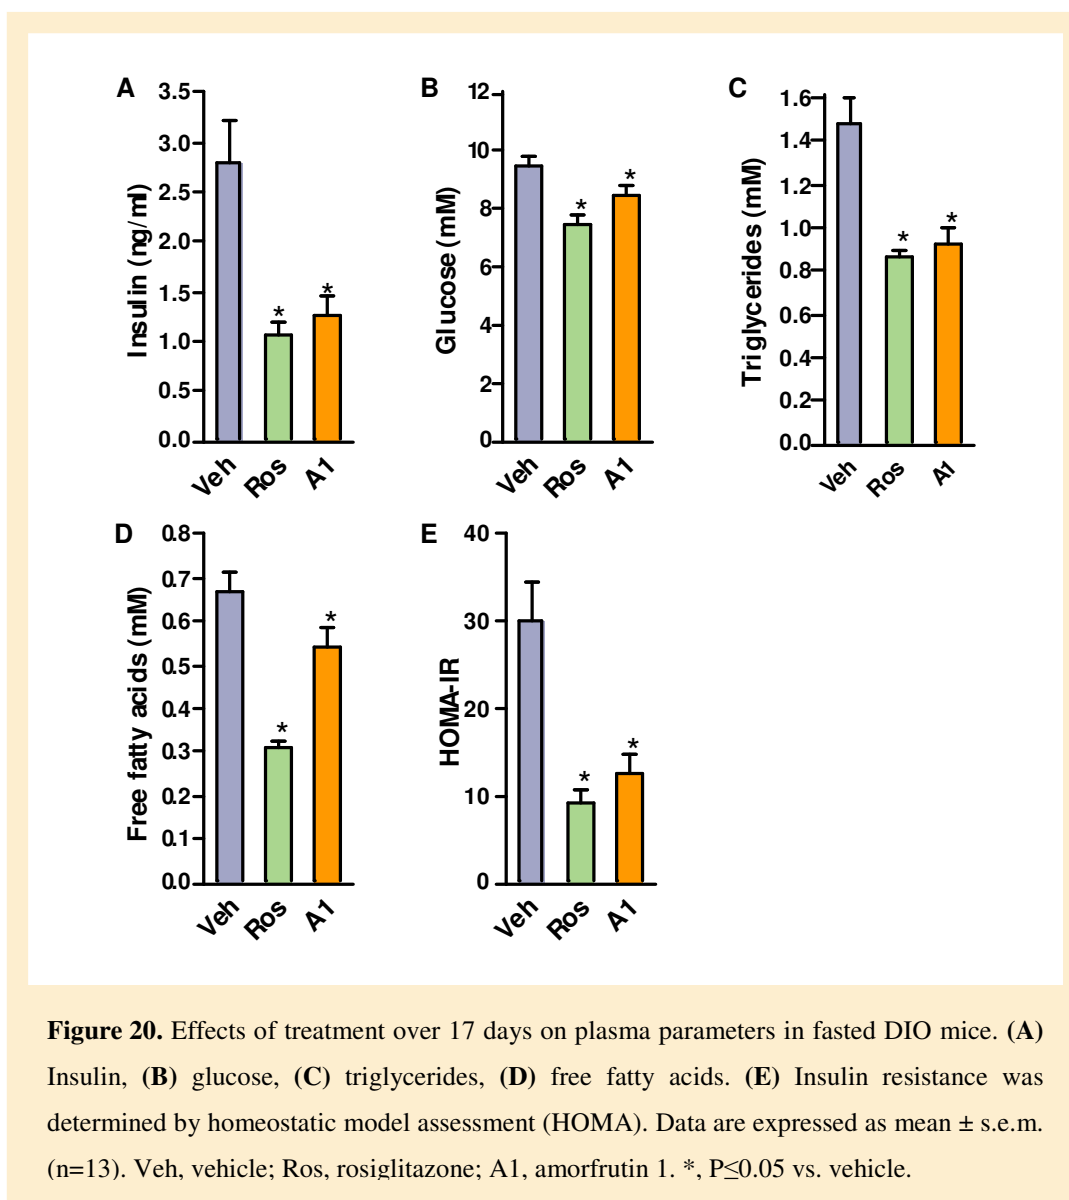 A
3.5
3.0
2.5
2.0
1.5
1.0
0.5
0.0
Insulin (ng/ml)
*
*
Veh
Ros
A1
B
12
10
8
6
4
2
0
Glucose (mM)
*
*
Veh
Ros
A1
C
1.6
1.4
1.2
1.0
0.8
0.6
0.4
0.2
0.0
Triglycerides (mM)
*
*
Veh
Ros
A1
D
0.8
0.7
0.6
0.5
0.4
0.3
0.2
0.1
0.0
Free fatty acids (mM)
*
*
Veh
Ros
A1
E
40
30
20
10
0
HOMA-IR
*
*
Veh
Ros
A1
Figure 20. Effects of treatment over 17 days on plasma parameters in fasted DIO mice. (A)
Insulin, (B) glucose, (C) triglycerides, (D) free fatty acids. (E) Insulin resistance was
determined by homeostatic model assessment (HOMA). Data are expressed as mean ± s.e.m.
(n=13). Veh, vehicle; Ros, rosiglitazone; A1, amorfrutin 1. *, P≤0.05 vs. vehicle.